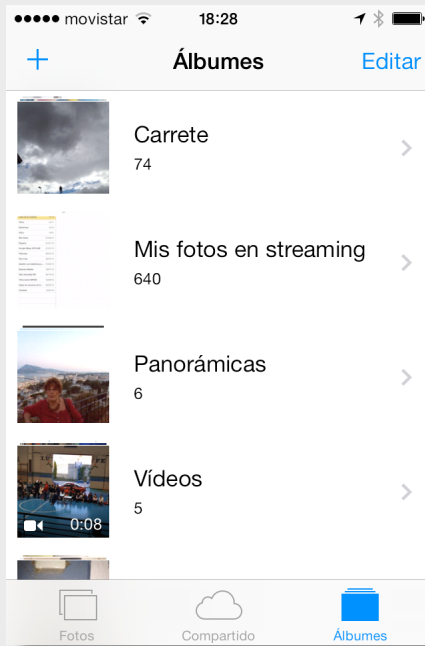 movistar 18:28
Álbumes Editar
Carrete
74
Mis fotos en streaming
640
Panorámicas
6
Vídeos
5
0:08
Fotos Compartido Álbumes